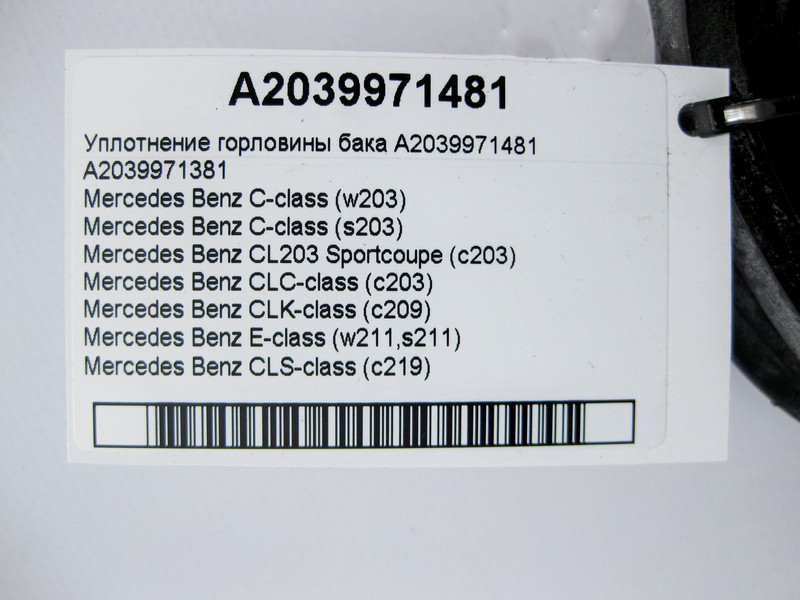 A2039971481
Уплотнение горловины бака A2039971481
A2039971381
Mercedes Benz C-class (w203)
Mercedes Benz C-class (s203)
Mercedes Benz CL203 Sportcoupe (c203)
Mercedes Benz CLC-class (c203)
Mercedes Benz CLK-class (c209)
Mercedes Benz E-class (w211,s211)
Mercedes Benz CLS-class (c219)